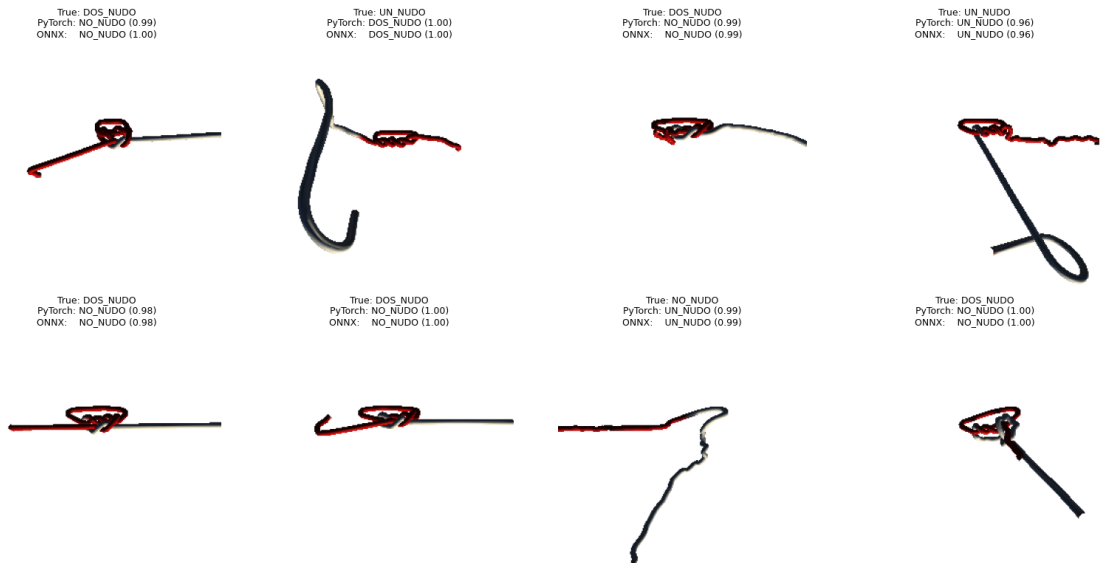 True: DOS_NUDO
PyTorch: NO_NUDO (0.99)
ONNX: NO_NUDO (1.00)
True: UN_NUDO
PyTorch: DOS_NUDO (1.00)
ONNX: DOS_NUDO (1.00)
True: DOS_NUDO
PyTorch: NO_NUDO (0.99)
ONNX: NO_NUDO (0.99)
True: UN_NUDO
PyTorch: UN_NUDO (0.96)
ONNX: UN_NUDO (0.96)
True: DOS_NUDO
PyTorch: NO_NUDO (0.98)
ONNX: NO_NUDO (0.98)
True: DOS_NUDO
PyTorch: NO_NUDO (1.00)
ONNX: NO_NUDO (1.00)
True: NO_NUDO
PyTorch: UN_NUDO (0.99)
ONNX: UN_NUDO (0.99)
True: DOS_NUDO
PyTorch: NO_NUDO (1.00)
ONNX: NO_NUDO (1.00)